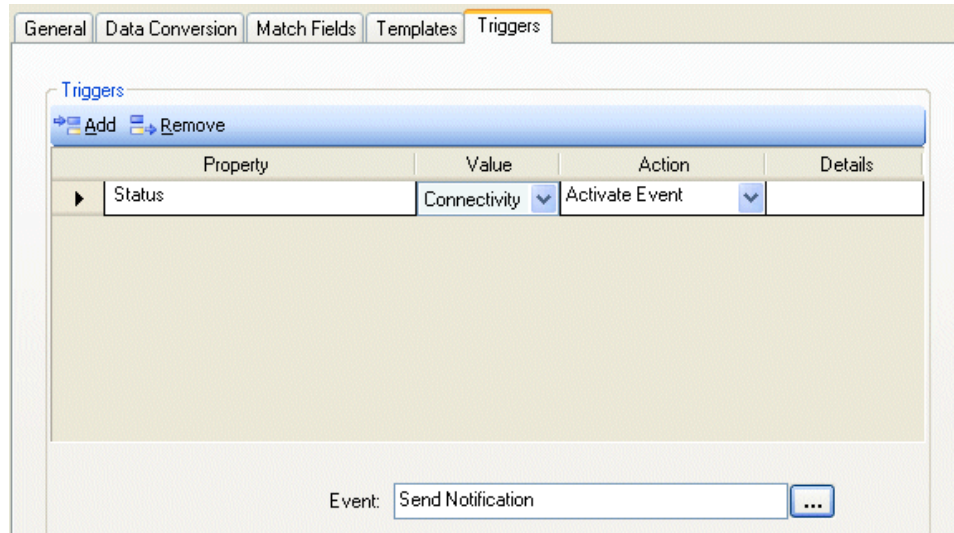 General Data Conversion Match Fields Templates Triggers
Triggers
Add Remove
Property Value Action Details
Status Connectivity Activate Event
Event: Send Notification ...